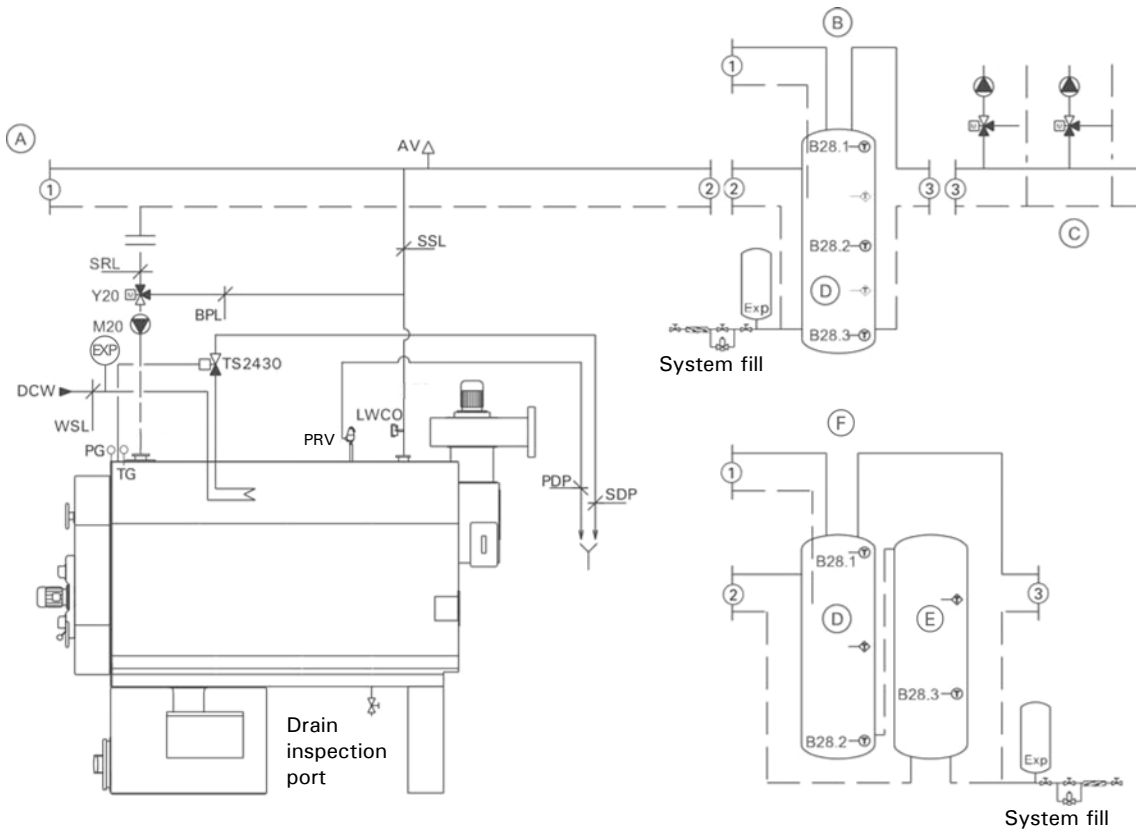 A
1
AV
2
SSL
SRL
Y20
M
BPL
M20
EXP
TS2430
DCW
WSL
PG
TG
PRV
LWCO
PDP
SDP
Drain
inspection
port
B
1
2
B28.1
T
T
B28.2
T
D
T
B28.3
T
Exp
System fill
3
3
M
M
C
F
1
2
B28.1
T
D
T
B28.2
T
E
T
B28.3
T
3
Exp
System fill